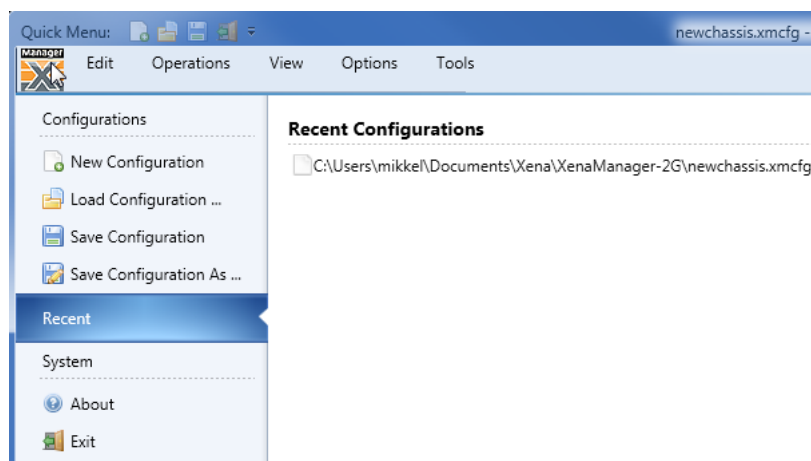 Quick Menu:
newchassis.xmcfg -
Manager
Edit Operations View Options Tools
Configurations
New Configuration
Load Configuration ...
Save Configuration
Save Configuration As ...
Recent
System
About
Exit
Recent Configurations
C:\Users\mikkel\Documents\Xena\XenaManager-2G\newchassis.xmcfg